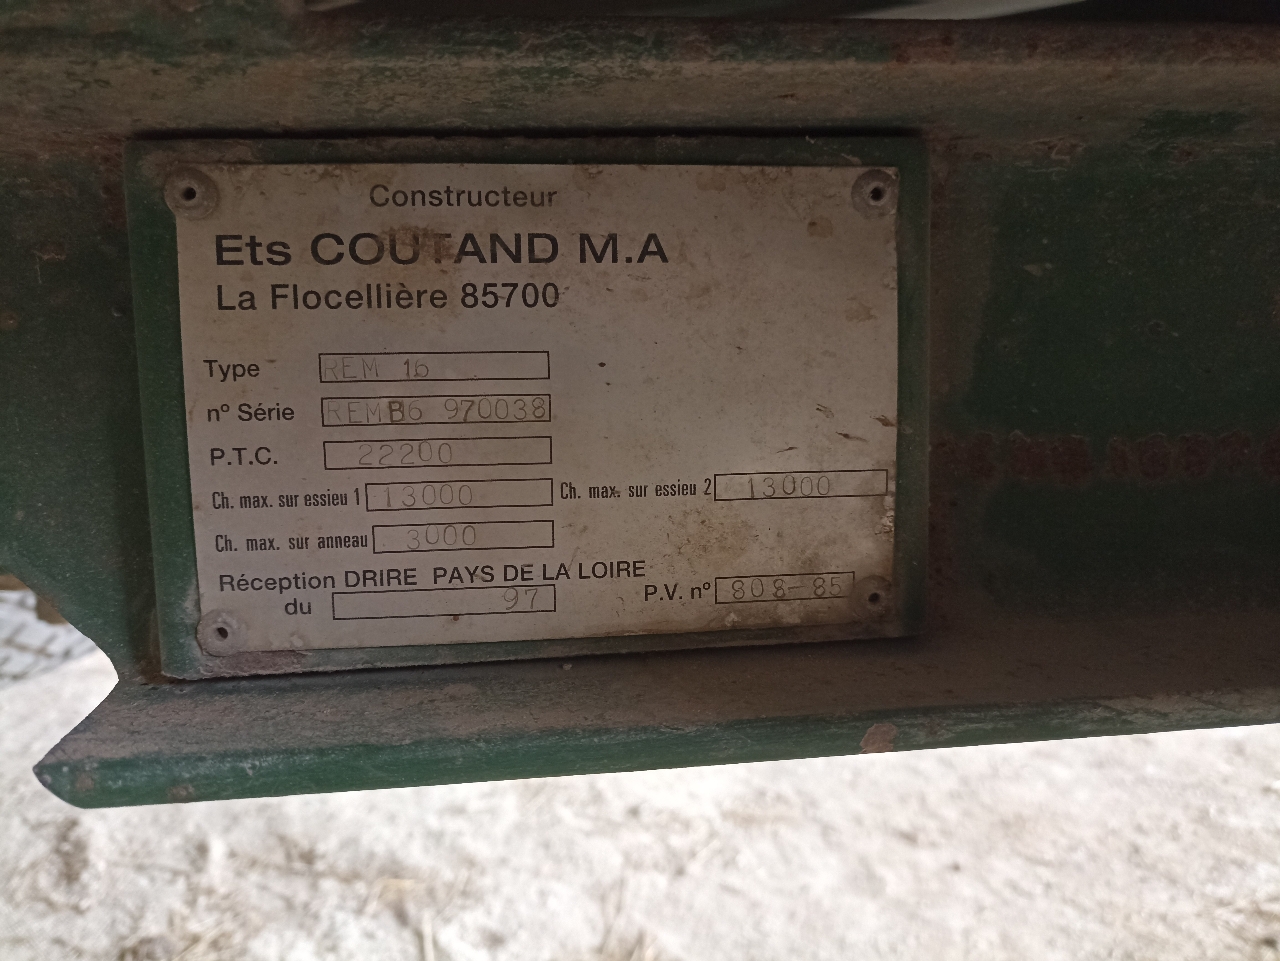 Constructeur
Ets COUTAND M.A
La Flocellière 85700
Type REM 16
n° Série REMB6 970038
P.T.C. 22200
Ch. max. sur essieu 1 13000 Ch. max. sur essieu 2 13000
Ch. max. sur anneau 3000
Réception DRIRE PAYS DE LA LOIRE
du 97 P.V. n° 808-85